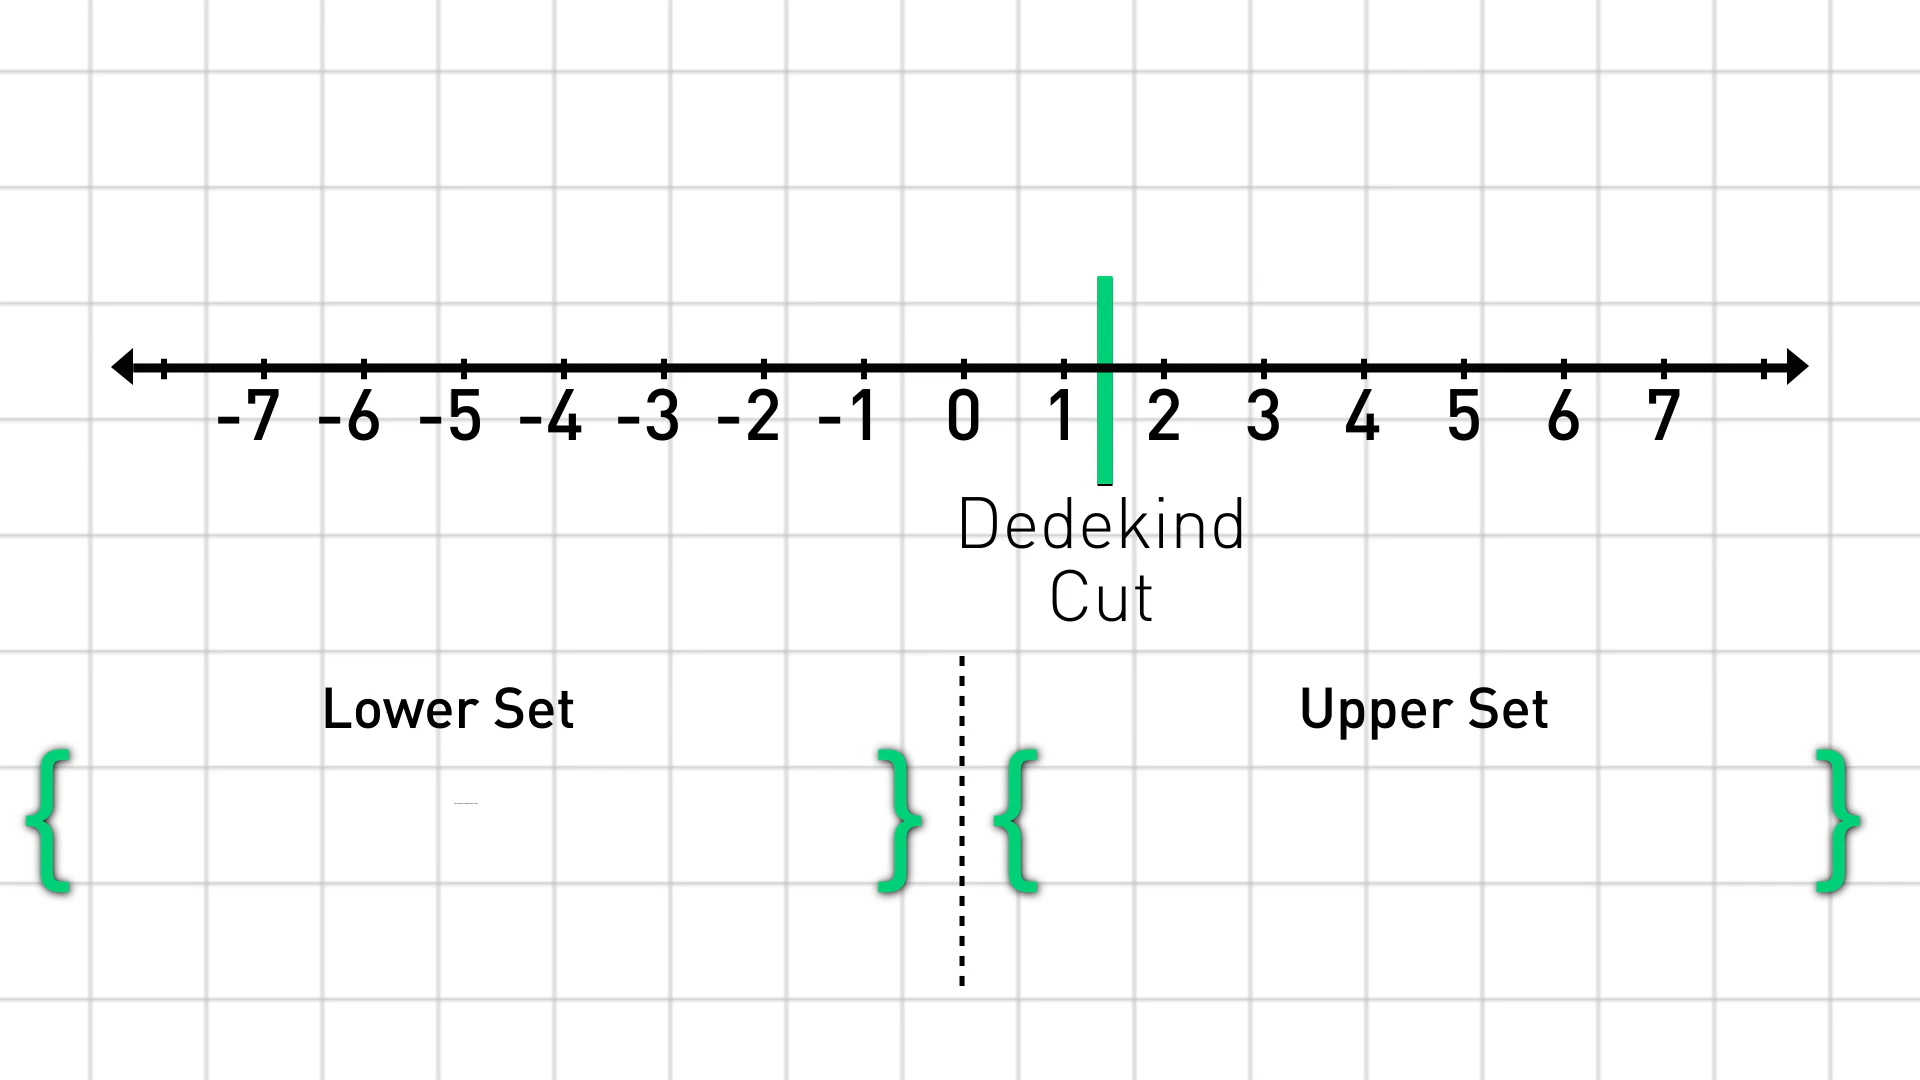 -7 -6 -5 -4 -3 -2 -1 0 1 2 3 4 5 6 7
Dedekind
Cut
Lower Set
Upper Set
{ }
{ }